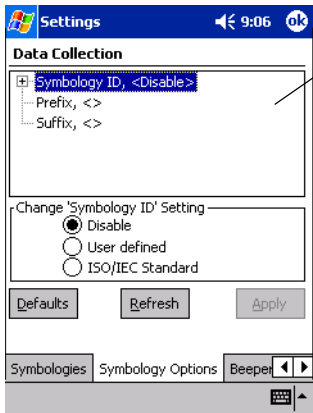 Settings 9:06 ok
Data Collection
Symbology ID, <Disable>
Prefix, <>
Suffix, <>
Change 'Symbology ID' Setting
Disable
User defined
ISO/IEC Standard
Defaults Refresh Apply
Symbologies Symbology Options Beeper